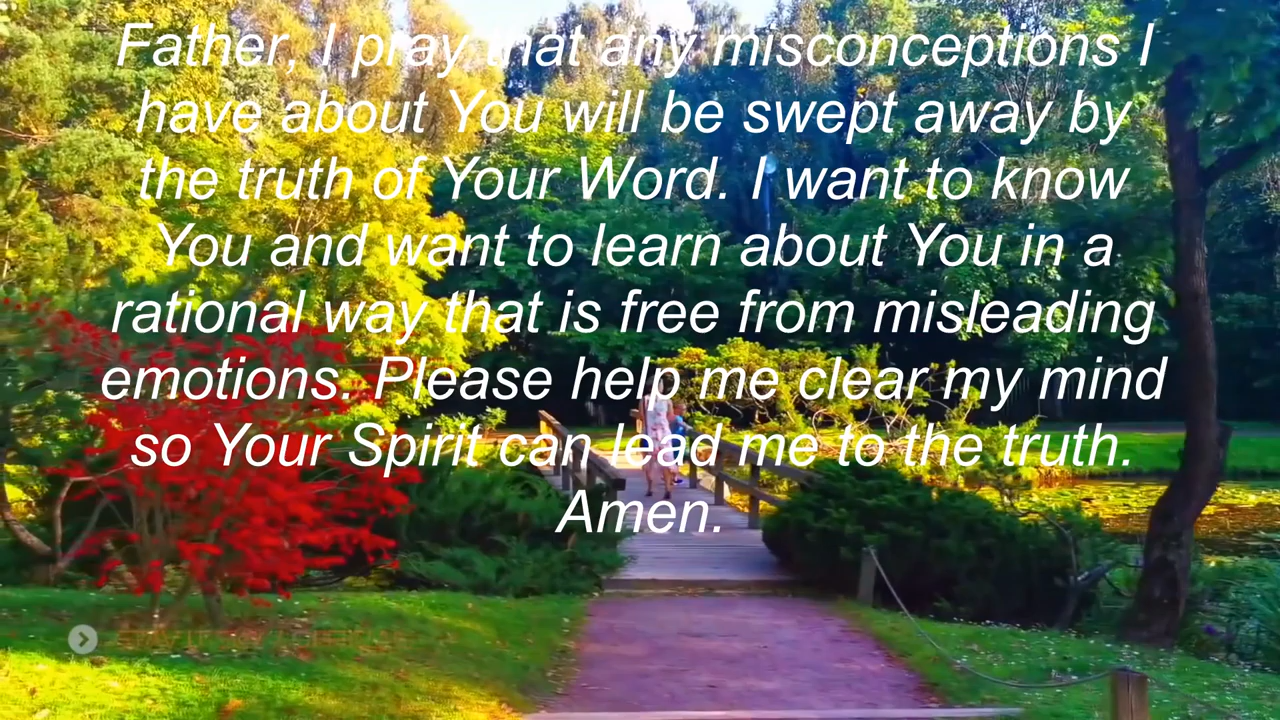 Father, I pray that any misconceptions I
have about You will be swept away by
the truth of Your Word. I want to know
You and want to learn about You in a
rational way that is free from misleading
emotions. Please help me clear my mind
so Your Spirit can lead me to the truth.
Amen.